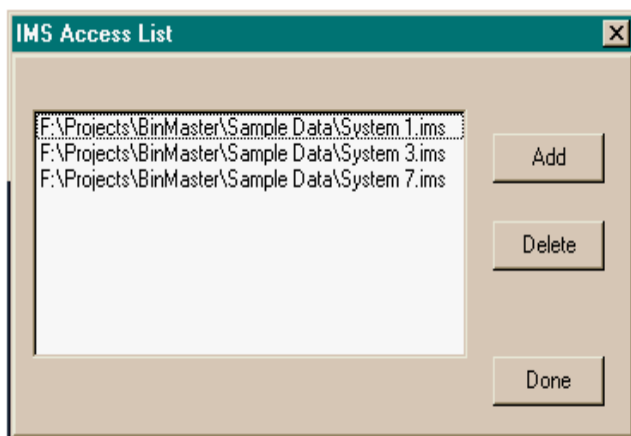 IMS Access List
F:\Projects\BinMaster\Sample Data\System 1.ims
F:\Projects\BinMaster\Sample Data\System 3.ims
F:\Projects\BinMaster\Sample Data\System 7.ims
Add
Delete
Done